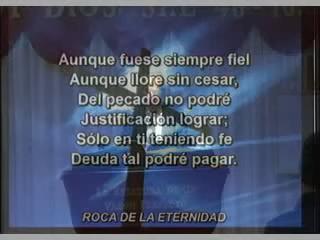 Aunque fuese siempre fiel
Aunque llore sin cesar,
Del pecado no podré
Justificación lograr;
Sólo en ti teniendo fe
Deuda tal podré pagar.
ROCA DE LA ETERNIDAD